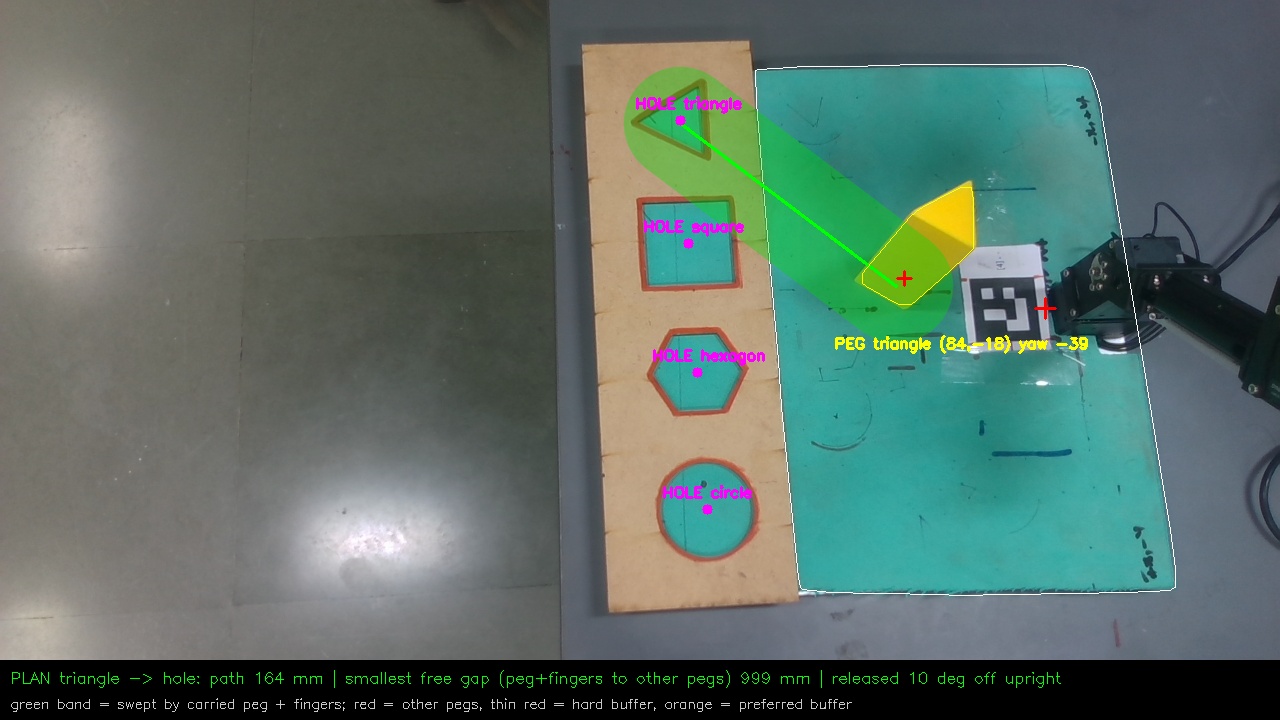 HOLE triangle
HOLE square
PEG triangle (84,-18) yaw -39
HOLE hexagon
HOLE circle
PLAN triangle -> hole: path 164 mm | smallest free gap (peg+fingers to other pegs) 999 mm | released 10 deg off upright
green band = swept by carried peg + fingers; red = other pegs, thin red = hard buffer, orange = preferred buffer